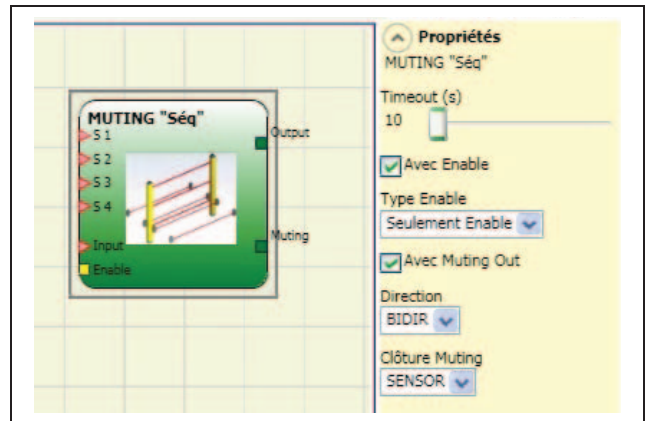 MUTING "Séq"
S 1
S 2
S 3
S 4
Input
Enable
Output
Muting
Propriétés
MUTING "Séq"
Timeout (s)
10
Avec Enable
Type Enable
Seulement Enable
Avec Muting Out
Direction
BIDIR
Clôture Muting
SENSOR